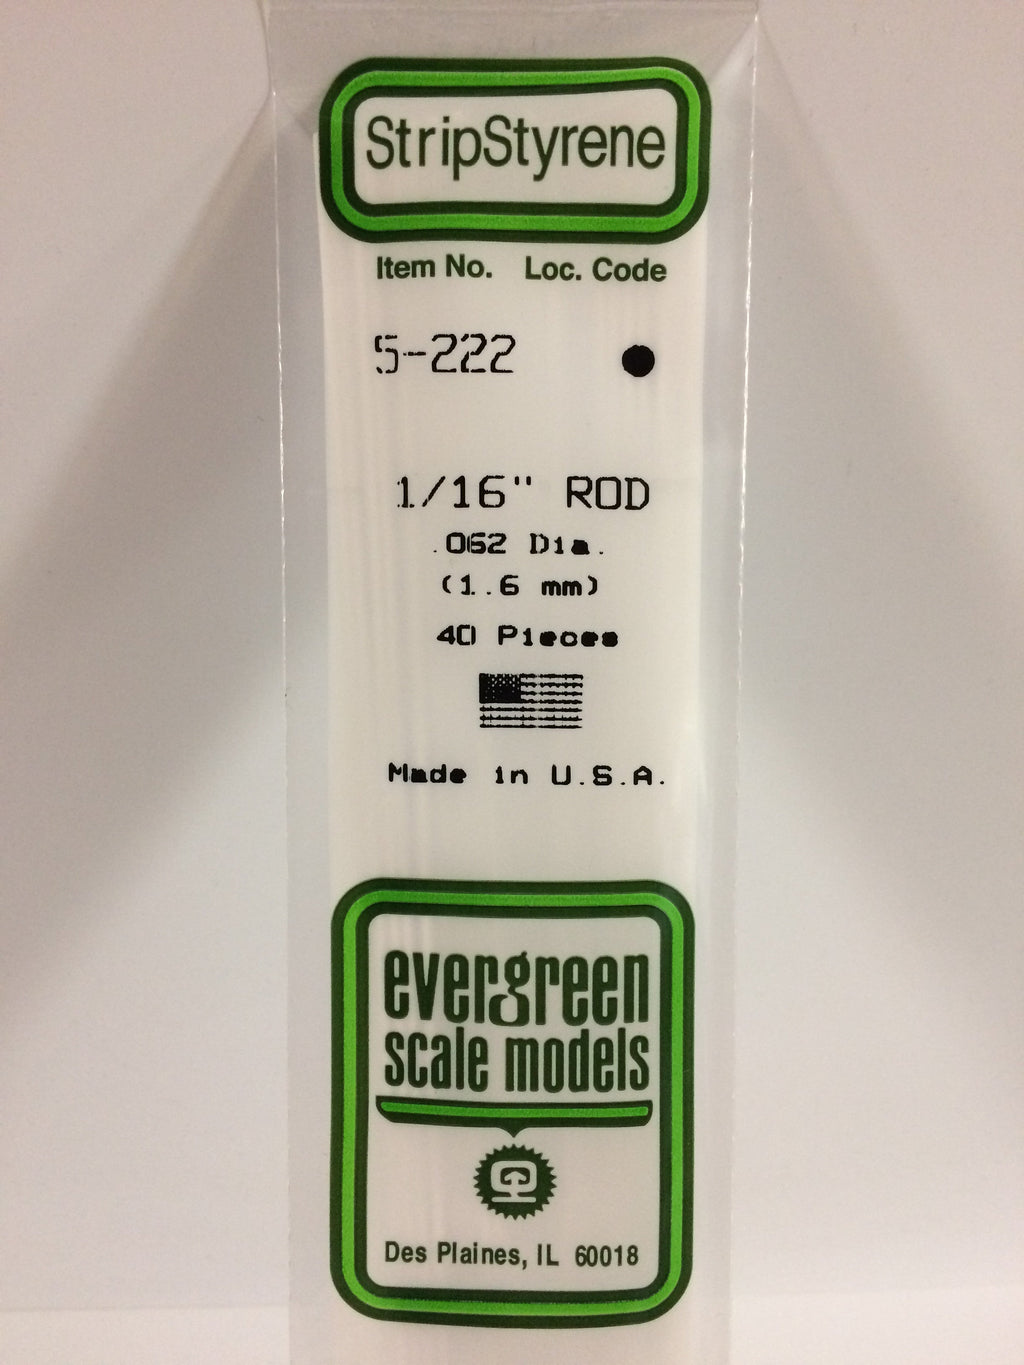 StripStyrene
Item No. Loc. Code
5-222 ●
1/16" ROD
.062 Dia.
(1.6 mm)
40 Pieces
Made in U.S.A.
evergreen
scale models
Des Plaines, IL 60018